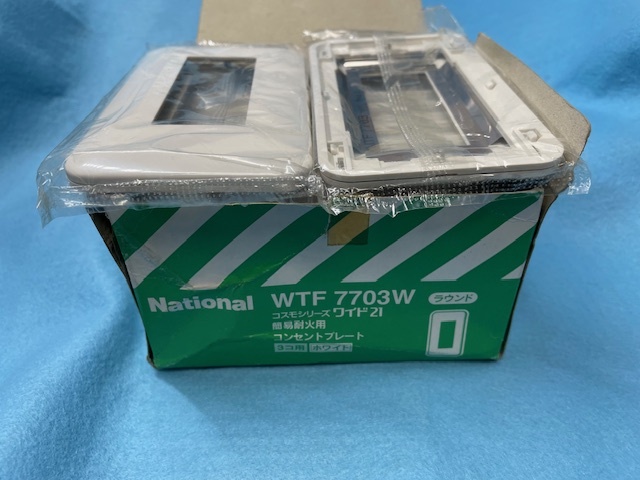 National
WTF 7703W
ラウンド
コスモシリーズ ワイド21
簡易耐火用
コンセントプレート
3コ用 ホワイト